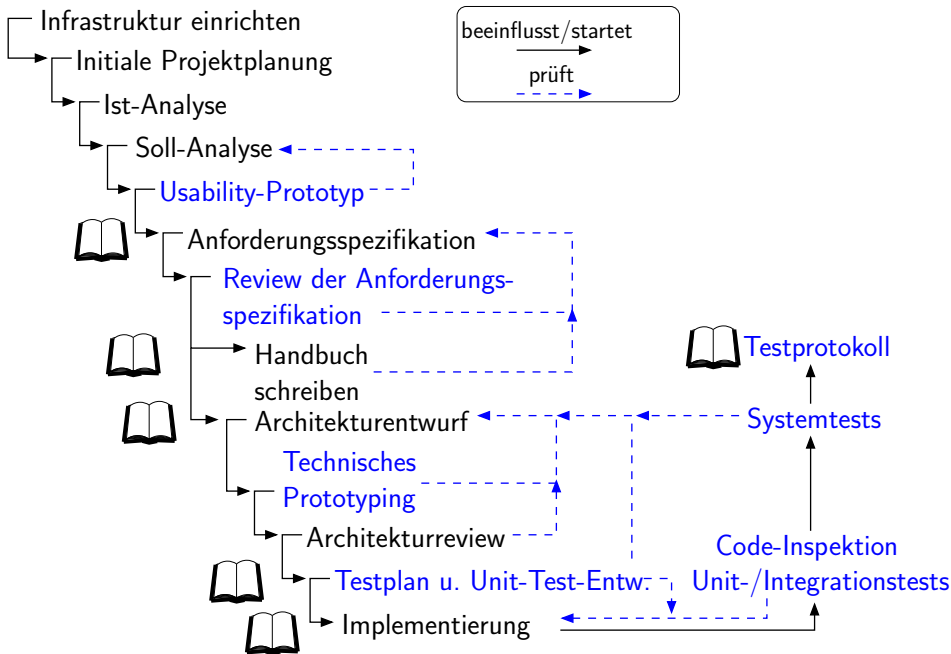 Infrastruktur einrichten
beeinflusst/startet
prüft
Initiale Projektplanung
Ist-Analyse
Soll-Analyse
Usability-Prototyp
Anforderungsspezifikation
Review der Anforderungs-
spezifikation
Handbuch
schreiben
Testprotokoll
Architekturentwurf
Systemtests
Technisches
Prototyping
Architekturreview
Code-Inspektion
Testplan u. Unit-Test-Entw.
Unit-/Integrationstests
Implementierung